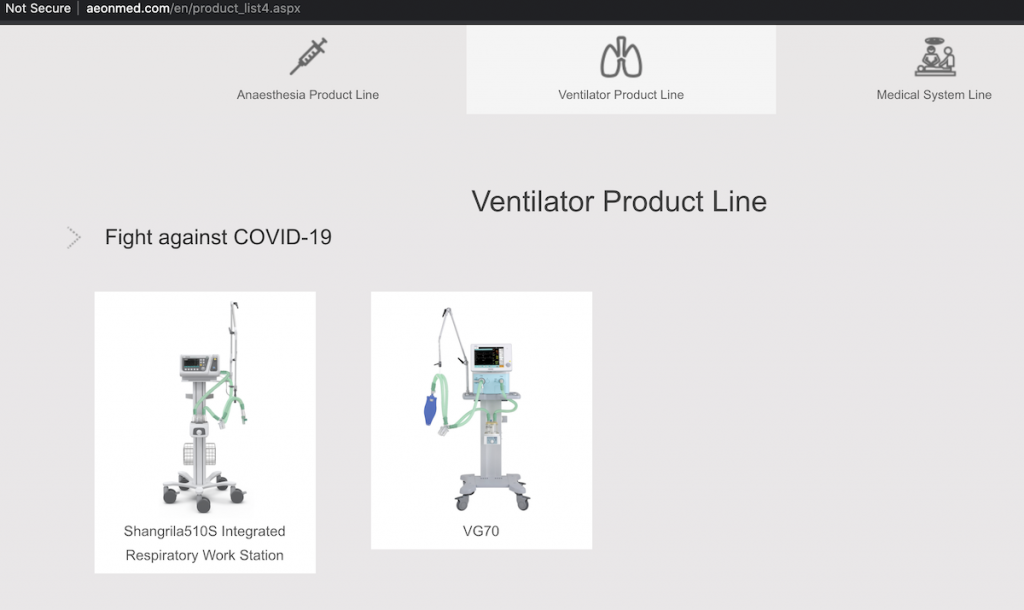 Not Secure | aeonmed.com/en/product_list4.aspx
Anaesthesia Product Line
Ventilator Product Line
Medical System Line
Ventilator Product Line
Fight against COVID-19
Shangrila510S Integrated
Respiratory Work Station
VG70